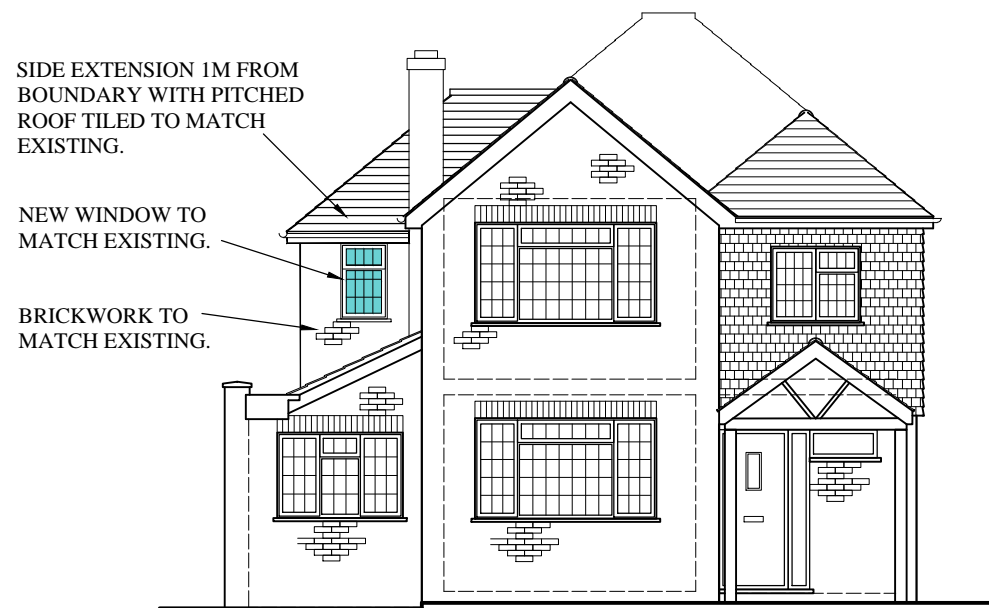 SIDE EXTENSION 1M FROM
BOUNDARY WITH PITCHED
ROOF TILED TO MATCH
EXISTING.
NEW WINDOW TO
MATCH EXISTING.
BRICKWORK TO
MATCH EXISTING.